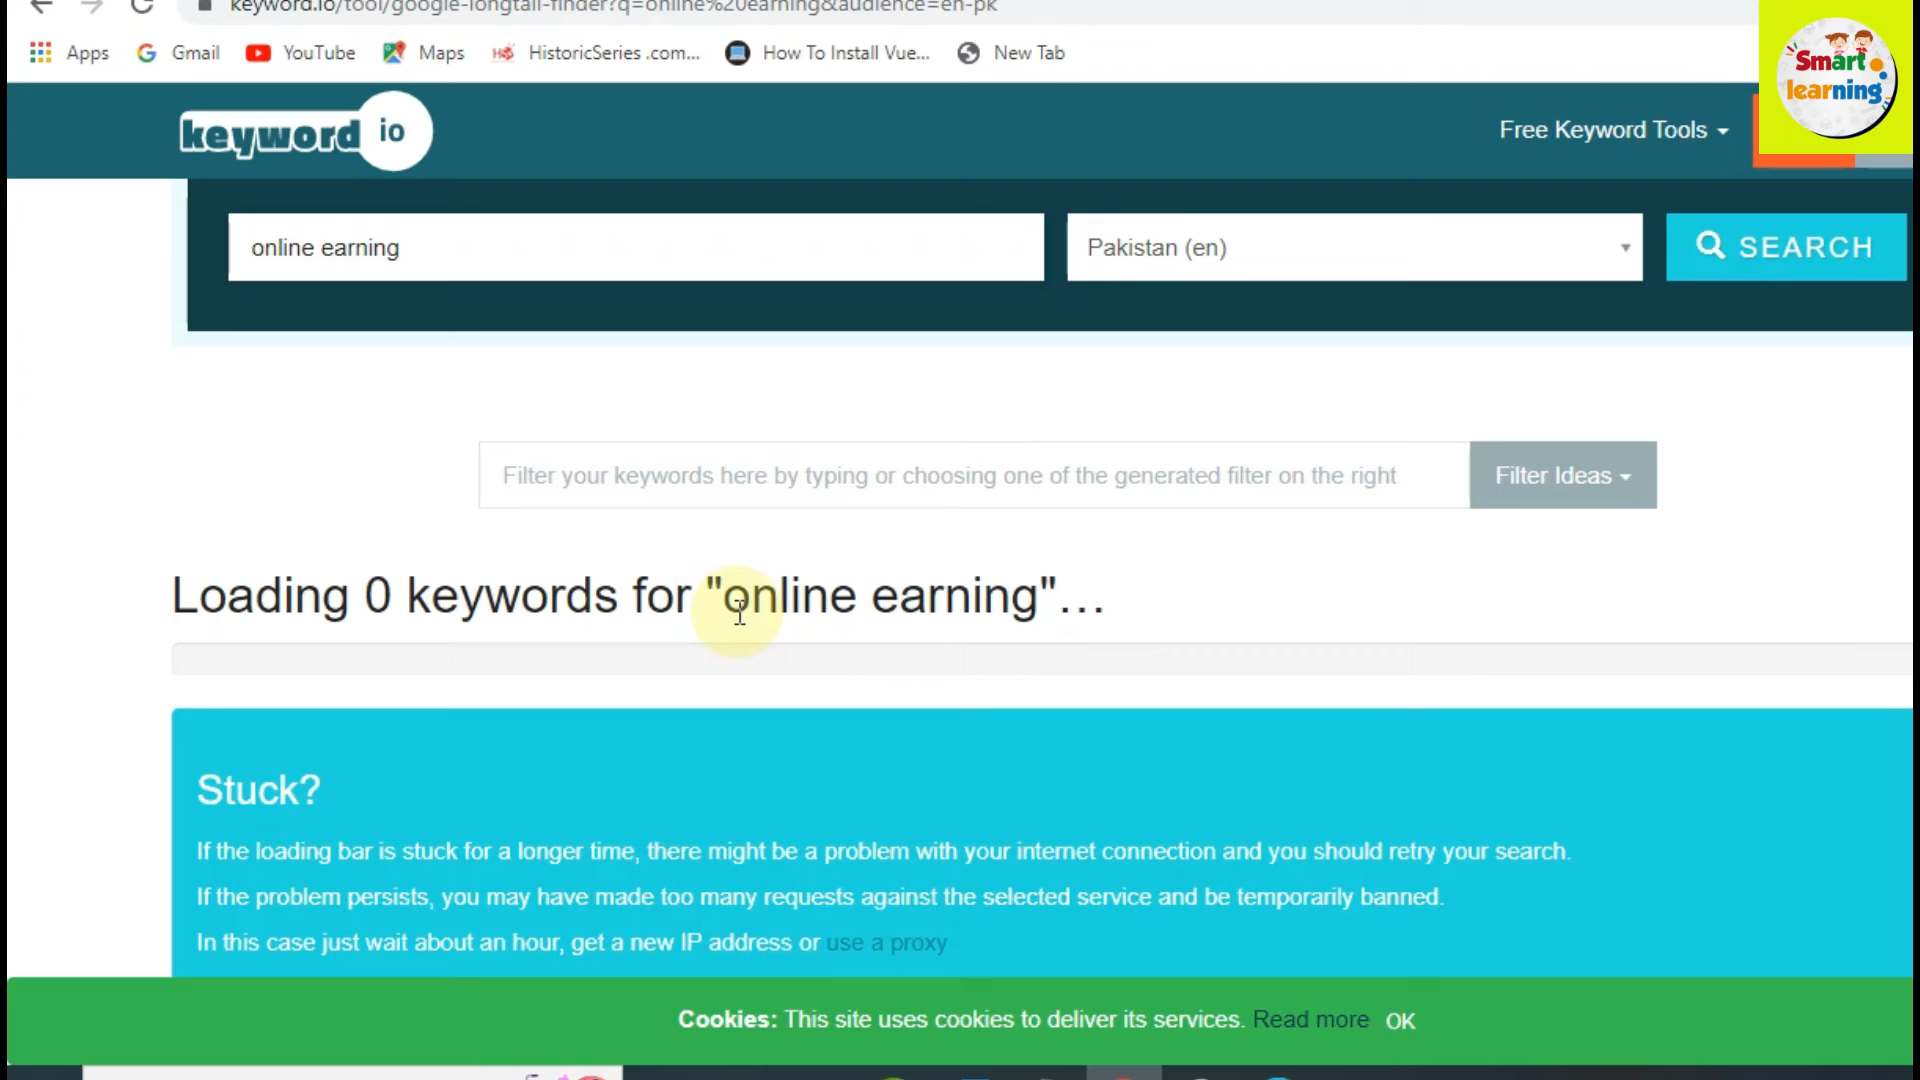 keyword.io/tool/google-longtail-finder?q=online%20earning&audience=en-pk
Apps Gmail YouTube Maps HistoricSeries .com... How To Install Vue... New Tab
Smart
learning
keyword io
Free Keyword Tools
online earning
Pakistan (en)
SEARCH
Filter your keywords here by typing or choosing one of the generated filter on the right
Filter Ideas
Loading 0 keywords for "online earning"...
Stuck?
If the loading bar is stuck for a longer time, there might be a problem with your internet connection and you should retry your search.
If the problem persists, you may have made too many requests against the selected service and be temporarily banned.
In this case just wait about an hour, get a new IP address or use a proxy
Cookies: This site uses cookies to deliver its services. Read more OK